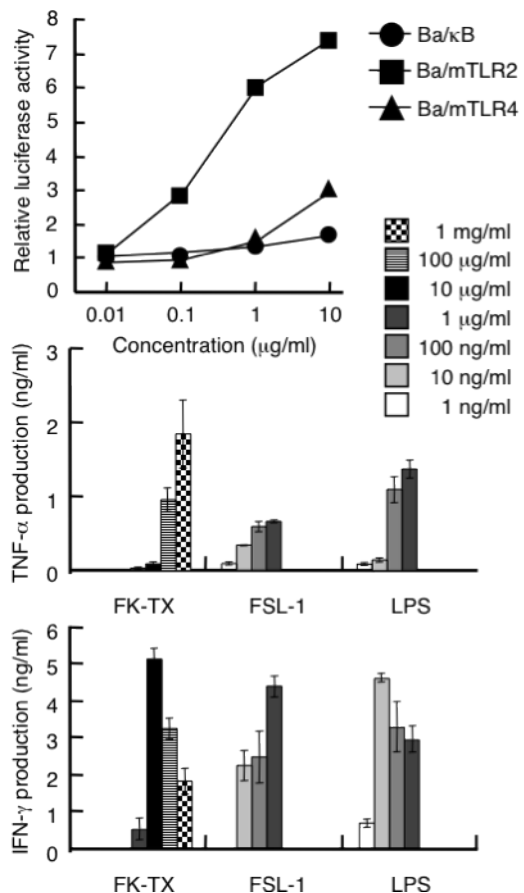 Relative luciferase activity
8
7
6
5
4
3
2
1
0
0.01 0.1 1 10
Concentration (μg/ml)
Ba/κB
Ba/mTLR2
Ba/mTLR4
1 mg/ml
100 μg/ml
10 μg/ml
1 μg/ml
100 ng/ml
10 ng/ml
1 ng/ml
TNF-α production (ng/ml)
3
2
1
0
FK-TX FSL-1 LPS
IFN-γ production (ng/ml)
6
5
4
3
2
1
0
FK-TX FSL-1 LPS